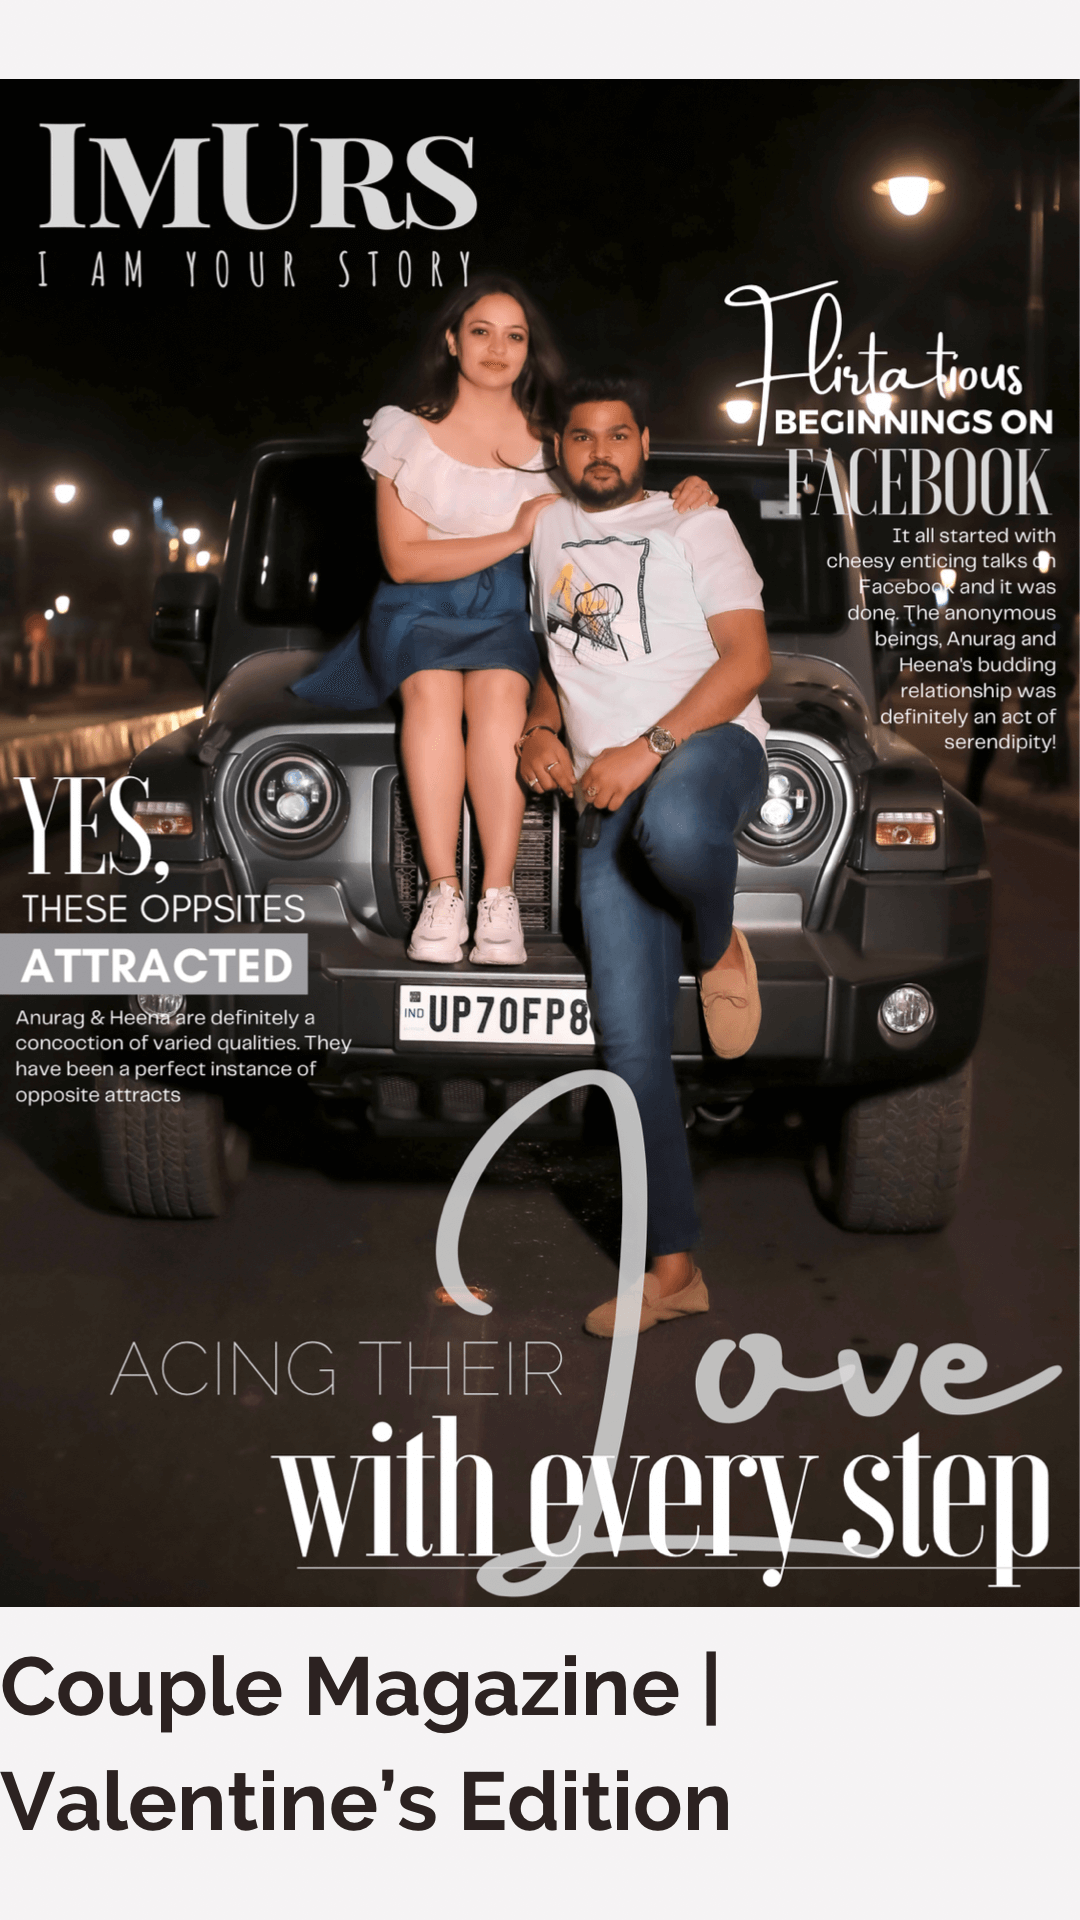 IMURS
I AM YOUR STORY
Flirtatious
BEGINNINGS ON
FACEBOOK
It all started with
cheesy enticing talks on
Facebook and it was
done. The anonymous
beings, Anurag and
Heena's budding
relationship was
definitely an act of
serendipity!
YES,
THESE OPPSITES
ATTRACTED
Anurag & Heena are definitely a
concoction of varied qualities. They
have been a perfect instance of
opposite attracts
IND UP70FP8
ACING THEIR Love
with every step
Couple Magazine |
Valentine’s Edition